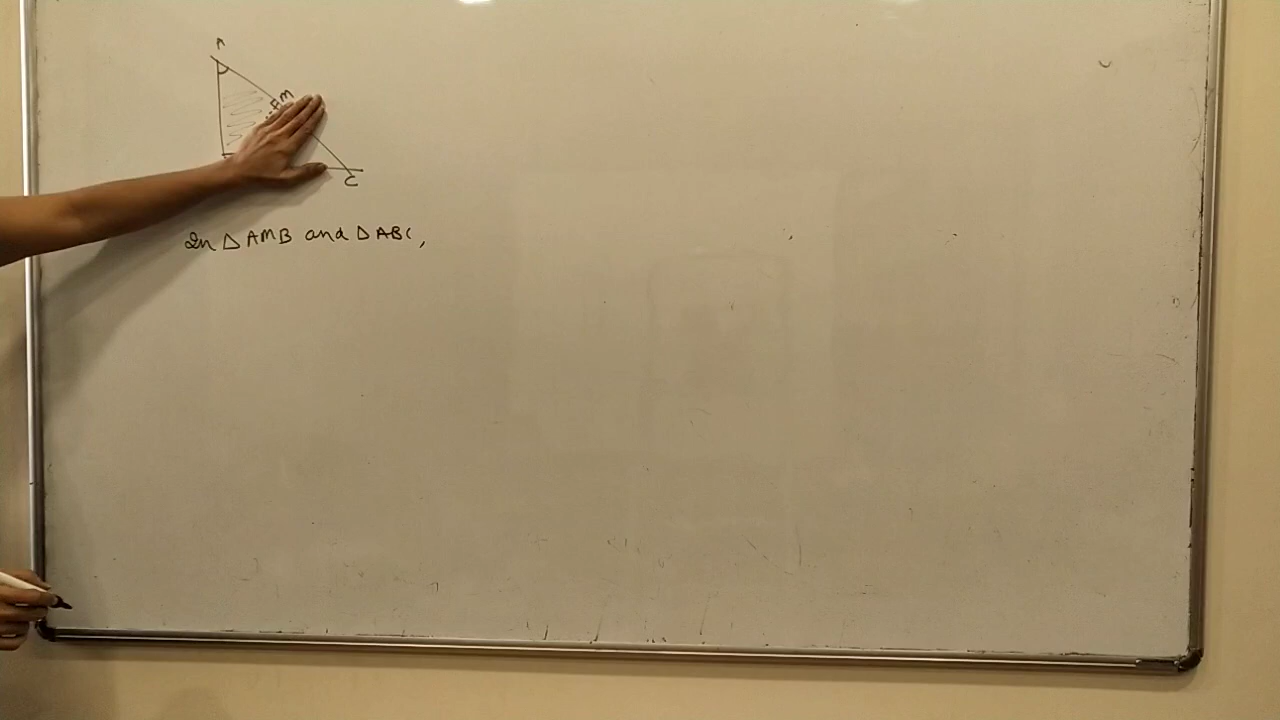 A
M
C
In △AMB and △ABC,